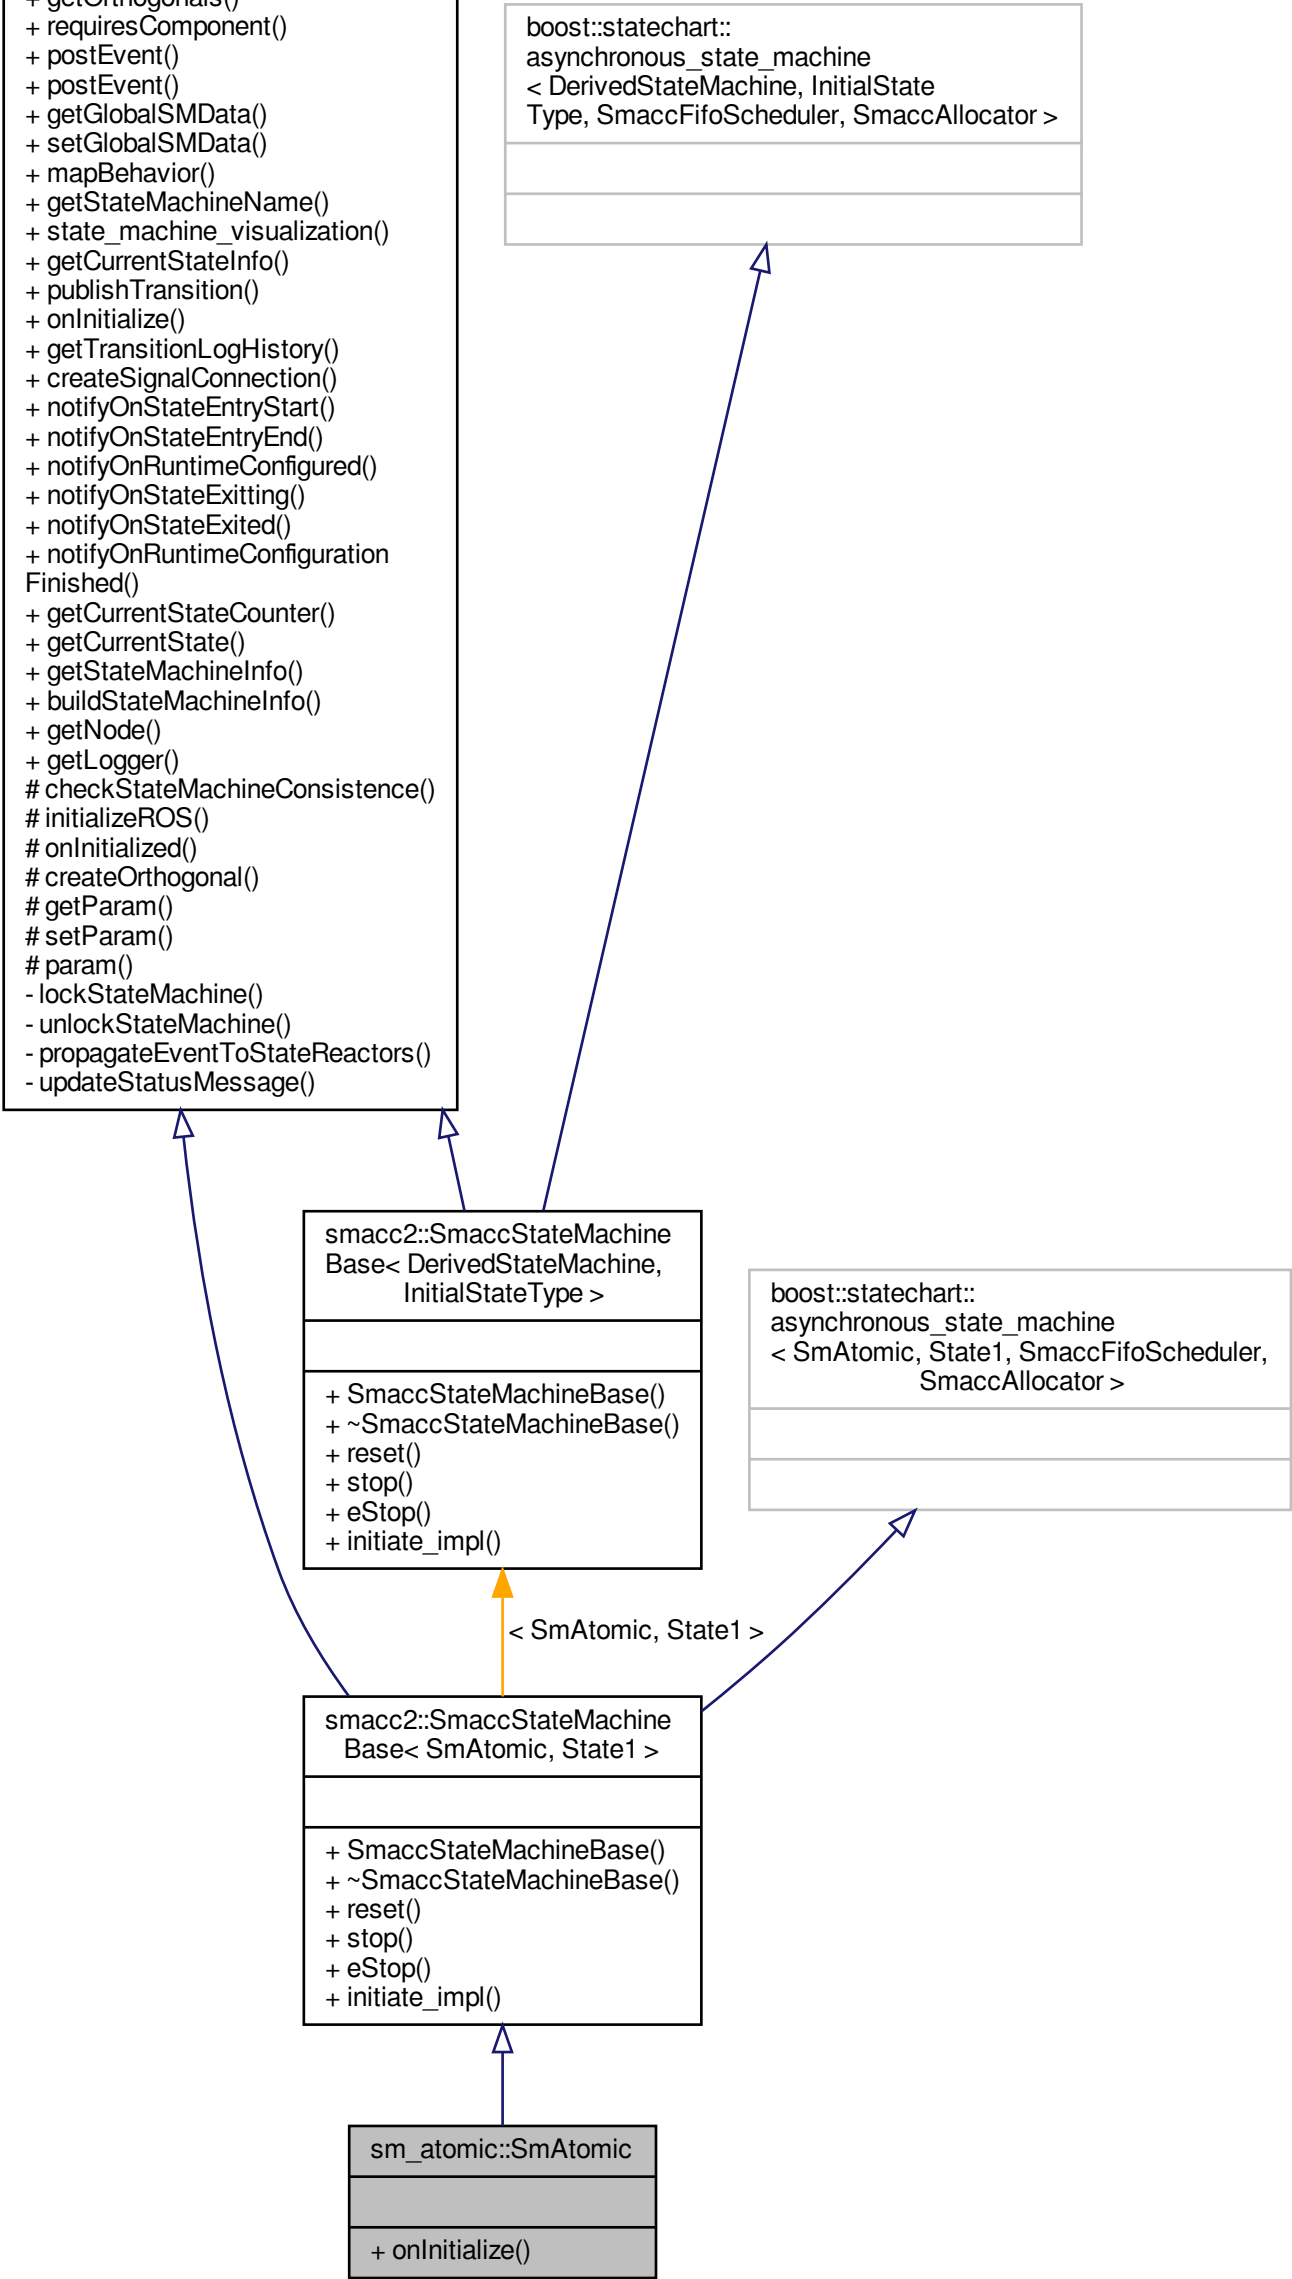 + getOrthogonals()
+ requiresComponent()
+ postEvent()
+ postEvent()
+ getGlobalSMData()
+ setGlobalSMData()
+ mapBehavior()
+ getStateMachineName()
+ state_machine_visualization()
+ getCurrentStateInfo()
+ publishTransition()
+ onInitialize()
+ getTransitionLogHistory()
+ createSignalConnection()
+ notifyOnStateEntryStart()
+ notifyOnStateEntryEnd()
+ notifyOnRuntimeConfigured()
+ notifyOnStateExitting()
+ notifyOnStateExited()
+ notifyOnRuntimeConfiguration
Finished()
+ getCurrentStateCounter()
+ getCurrentState()
+ getStateMachineInfo()
+ buildStateMachineInfo()
+ getNode()
+ getLogger()
# checkStateMachineConsistence()
# initializeROS()
# onInitialized()
# createOrthogonal()
# getParam()
# setParam()
# param()
- lockStateMachine()
- unlockStateMachine()
- propagateEventToStateReactors()
- updateStatusMessage()
boost::statechart::
asynchronous_state_machine
< DerivedStateMachine, InitialState
Type, SmaccFifoScheduler, SmaccAllocator >
smacc2::SmaccStateMachine
Base< DerivedStateMachine,
InitialStateType >
+ SmaccStateMachineBase()
+ ~SmaccStateMachineBase()
+ reset()
+ stop()
+ eStop()
+ initiate_impl()
boost::statechart::
asynchronous_state_machine
< SmAtomic, State1, SmaccFifoScheduler,
SmaccAllocator >
< SmAtomic, State1 >
smacc2::SmaccStateMachine
Base< SmAtomic, State1 >
+ SmaccStateMachineBase()
+ ~SmaccStateMachineBase()
+ reset()
+ stop()
+ eStop()
+ initiate_impl()
sm_atomic::SmAtomic
+ onInitialize()